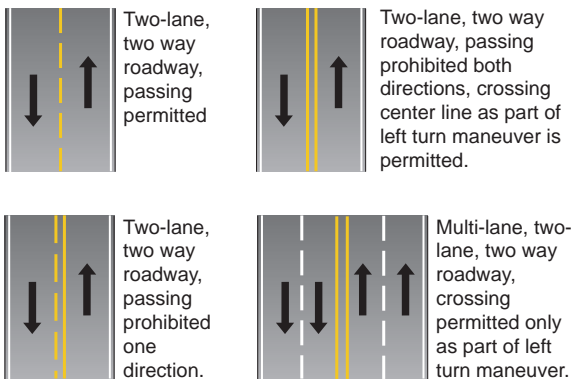 Two-lane,
two way
roadway,
passing
permitted
Two-lane, two way
roadway, passing
prohibited both
directions, crossing
center line as part of
left turn maneuver is
permitted.
Two-lane,
two way
roadway,
passing
prohibited
one
direction.
Multi-lane, two-
lane, two way
roadway,
crossing
permitted only
as part of left
turn maneuver.